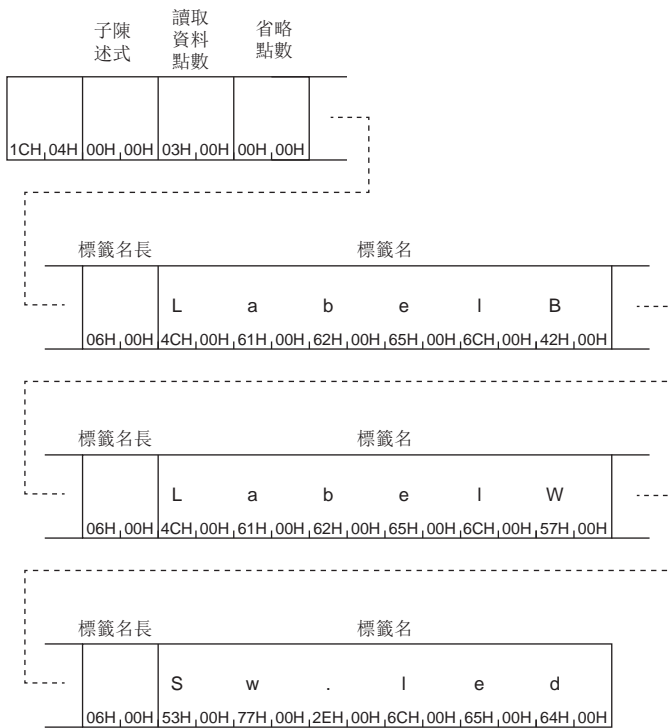 子陳述式 讀取資料點數 省略點數
1CH 04H 00H 00H 03H 00H 00H 00H
標籤名長 標籤名
L a b e l B
06H 00H 4CH 00H 61H 00H 62H 00H 65H 00H 6CH 00H 42H 00H
標籤名長 標籤名
L a b e l W
06H 00H 4CH 00H 61H 00H 62H 00H 65H 00H 6CH 00H 57H 00H
標籤名長 標籤名
S w . l e d
06H 00H 53H 00H 77H 00H 2EH 00H 6CH 00H 65H 00H 64H 00H